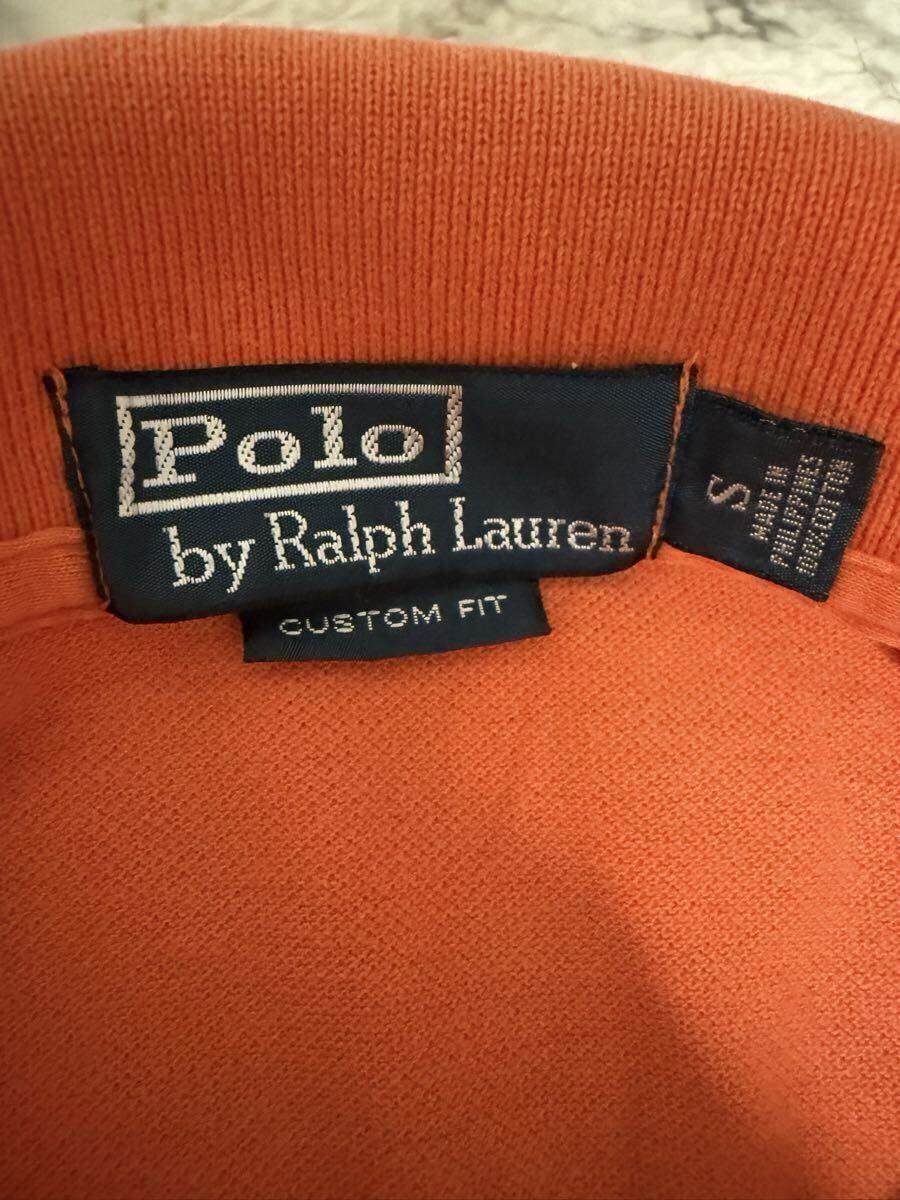 Polo
by Ralph Lauren
CUSTOM FIT
S
MADE IN
PHILIPPINES
100% COTTON